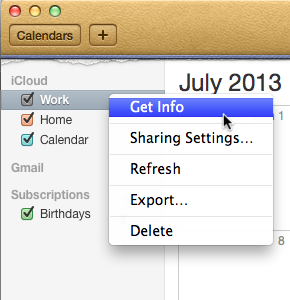 Calendars +
July 2013
iCloud
Work
Home
Calendar
Gmail
Subscriptions
Birthdays
Get Info
Sharing Settings...
Refresh
Export...
Delete
1
8